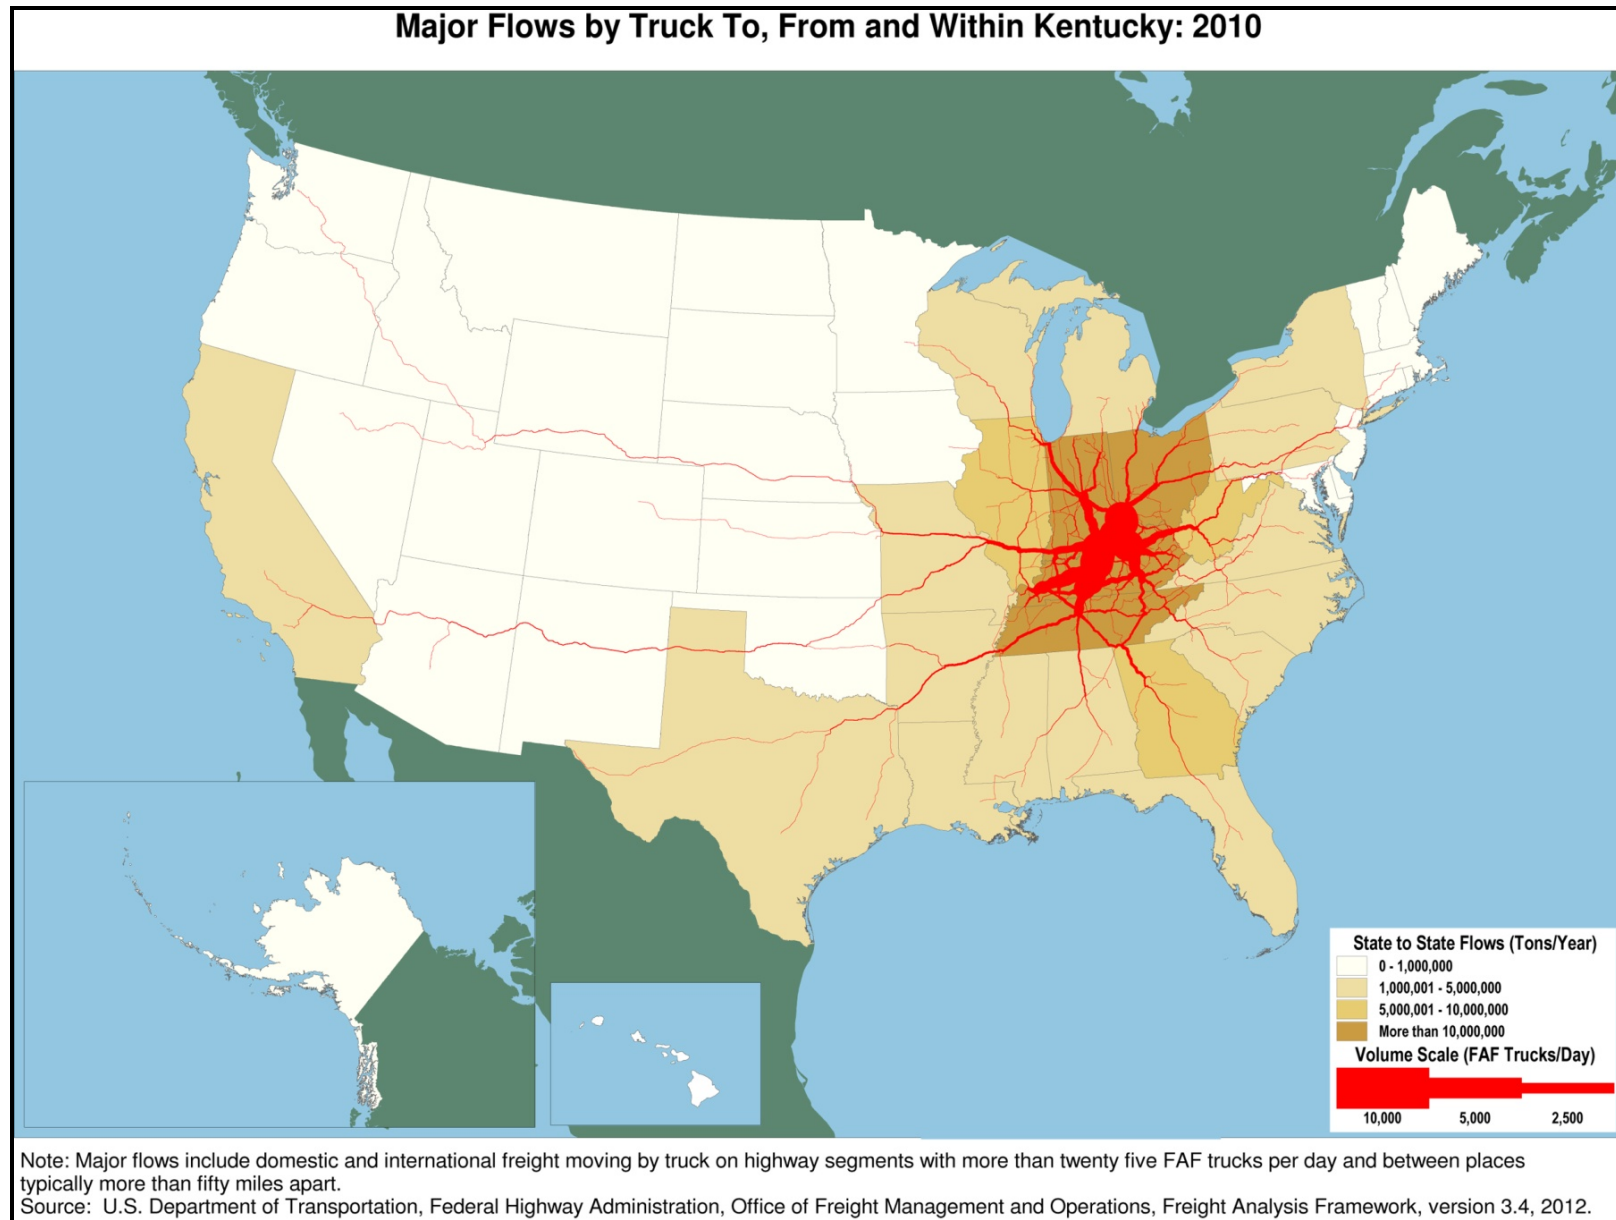 Major Flows by Truck To, From and Within Kentucky: 2010
State to State Flows (Tons/Year)
0 - 1,000,000
1,000,001 - 5,000,000
5,000,001 - 10,000,000
More than 10,000,000
Volume Scale (FAF Trucks/Day)
10,000 5,000 2,500
Note: Major flows include domestic and international freight moving by truck on highway segments with more than twenty five FAF trucks per day and between places
typically more than fifty miles apart.
Source: U.S. Department of Transportation, Federal Highway Administration, Office of Freight Management and Operations, Freight Analysis Framework, version 3.4, 2012.